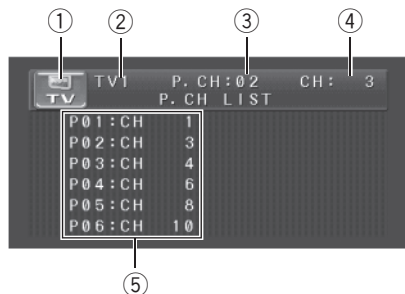 ① ② ③ ④
TV1 P.CH:02 CH: 3
TV P.CH LIST
P01:CH 1
P02:CH 3
P03:CH 4
P04:CH 6
P05:CH 8
P06:CH 10
⑤